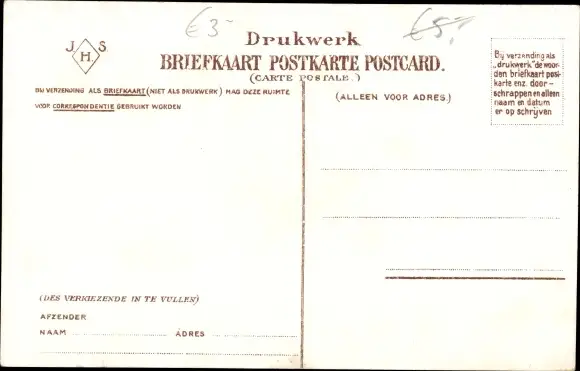 €3-
€5-
J. H. S.
Drukwerk
BRIEFKAART POSTKARTE POSTCARD.
(CARTE POSTALE.)
BIJ VERZENDING ALS BRIEFKAART (NIET ALS DRUKWERK) MAG DEZE RUIMTE
VOOR CORRESPONDENTIE GEBRUIKT WORDEN
(ALLEEN VOOR ADRES.)
Bij verzending als
"drukwerk" de woor-
den briefkaart post-
karte enz. door-
schrappen en alleen
naam en datum
er op schrijven
(DES VERKIEZENDE IN TE VULLEN)
AFZENDER
NAAM ADRES